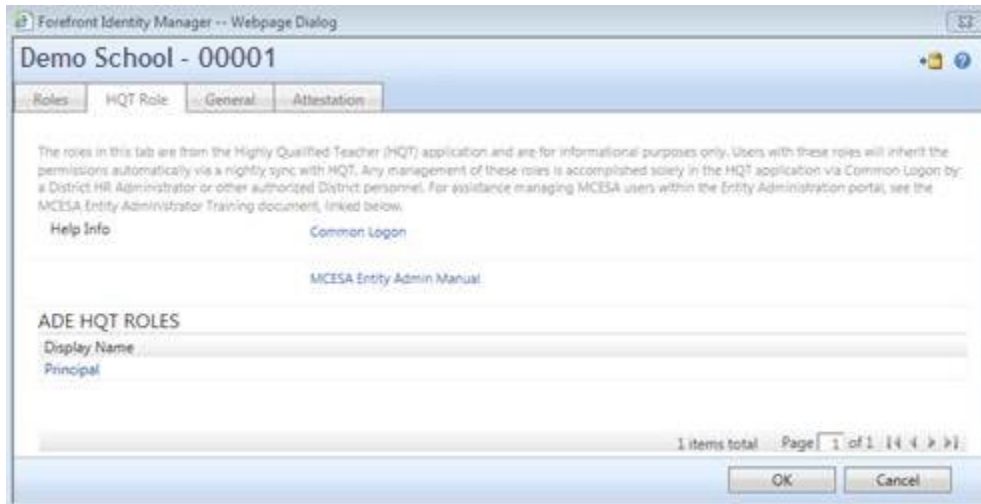 Forefront Identity Manager -- Webpage Dialog
Demo School - 00001
Roles HQT Role General Attestation
The roles in this tab are from the Highly Qualified Teacher (HQT) application and are for informational purposes only. Users with these roles will inherit the
permissions automatically via a nightly sync with HQT. Any management of these roles is accomplished solely in the HQT application via Common Logon by
a District HR Administrator or other authorized District personnel. For assistance managing MCESA users within the Entity Administration portal, see the
MCESA Entity Administrator Training document, linked below.
Help Info Common Logon
MCESA Entity Admin Manual
ADE HQT ROLES
Display Name
Principal
1 items total Page 1 of 1
OK Cancel